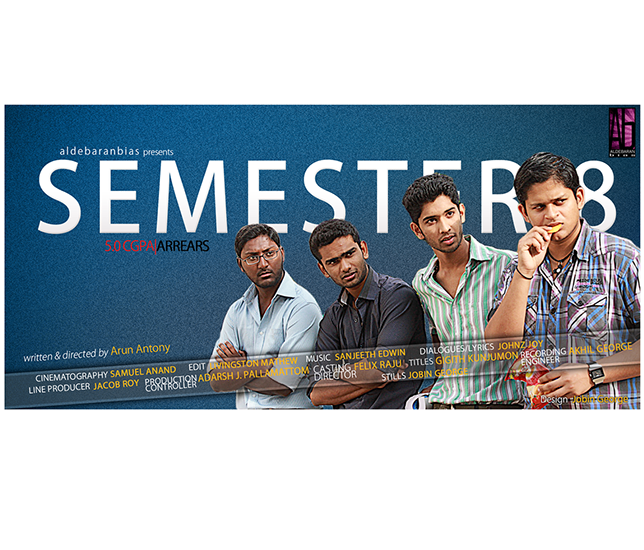 aldebaranbias presents
SEMESTER 8
5.0 CGPA ARREARS
written & directed by Arun Antony
CINEMATOGRAPHY SAMUEL ANAND EDIT LIVINGSTON MATHEW MUSIC SANJEETH EDWIN DIALOGUES/LYRICS JOHNZ JOY
LINE PRODUCER JACOB ROY PRODUCTION CONTROLLER ADARSH J. PALLAMATTOM CASTING DIRECTOR FELIX RAJU TITLES GIGITH KUNJUMON RECORDING ENGINEER AKHIL GEORGE
STILLS JOBIN GEORGE
Design : Jobin George
ALDEBARAN